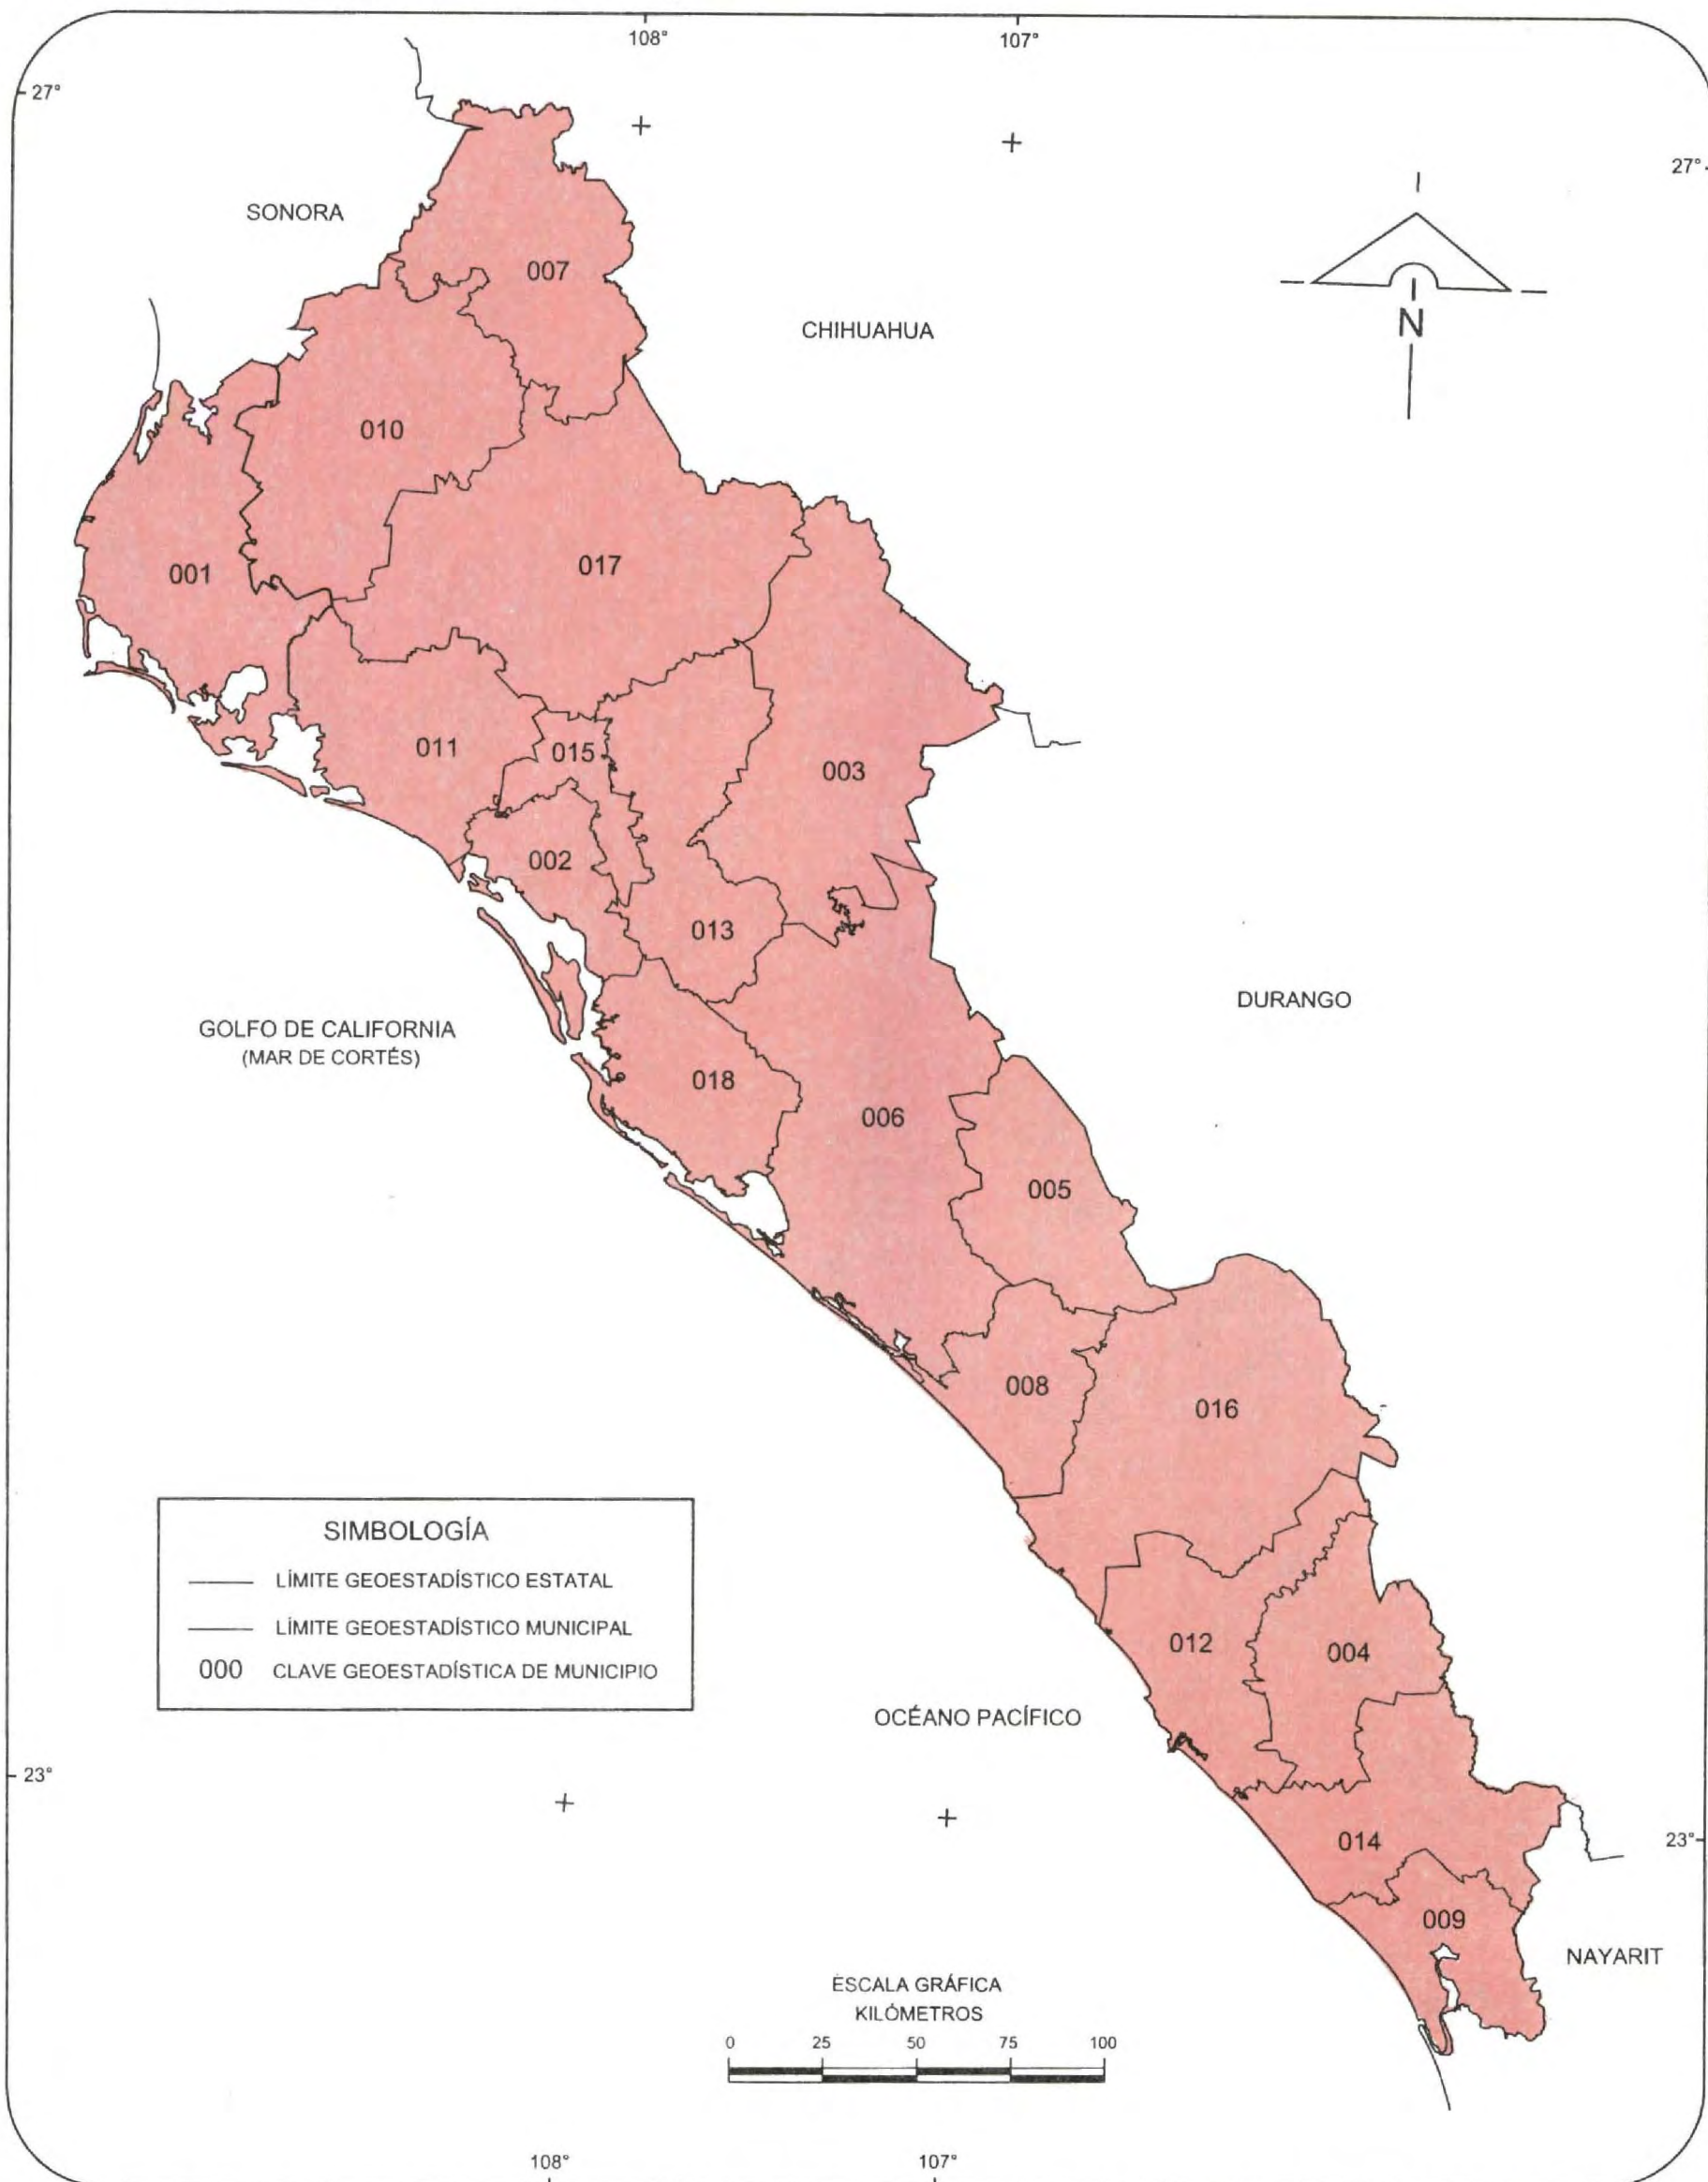 108°
107°
27°
27°
SONORA
007
CHIHUAHUA
N
010
001
017
011
015
003
002
013
DURANGO
GOLFO DE CALIFORNIA
(MAR DE CORTÉS)
018
006
005
008
016
SIMBOLOGÍA
LÍMITE GEOESTADÍSTICO ESTATAL
LÍMITE GEOESTADÍSTICO MUNICIPAL
000 CLAVE GEOESTADÍSTICA DE MUNICIPIO
012
004
OCÉANO PACÍFICO
23°
23°
014
009
NAYARIT
ESCALA GRÁFICA
KILÓMETROS
0 25 50 75 100
108°
107°